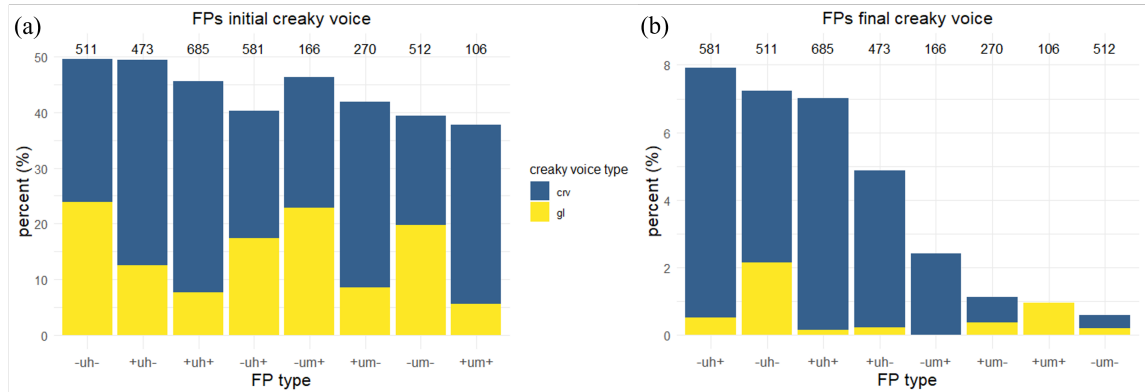 (a)
FPs initial creaky voice
511 473 685 581 166 270 512 106
50
40
30
20
10
0
percent (%)
-uh- +uh- +uh+ -uh+ -um+ +um- -um- +um+
FP type
creaky voice type
crv
gl
(b)
FPs final creaky voice
581 511 685 473 166 270 106 512
8
6
4
2
0
percent (%)
-uh+ -uh- +uh+ +uh- -um+ +um- +um+ -um-
FP type